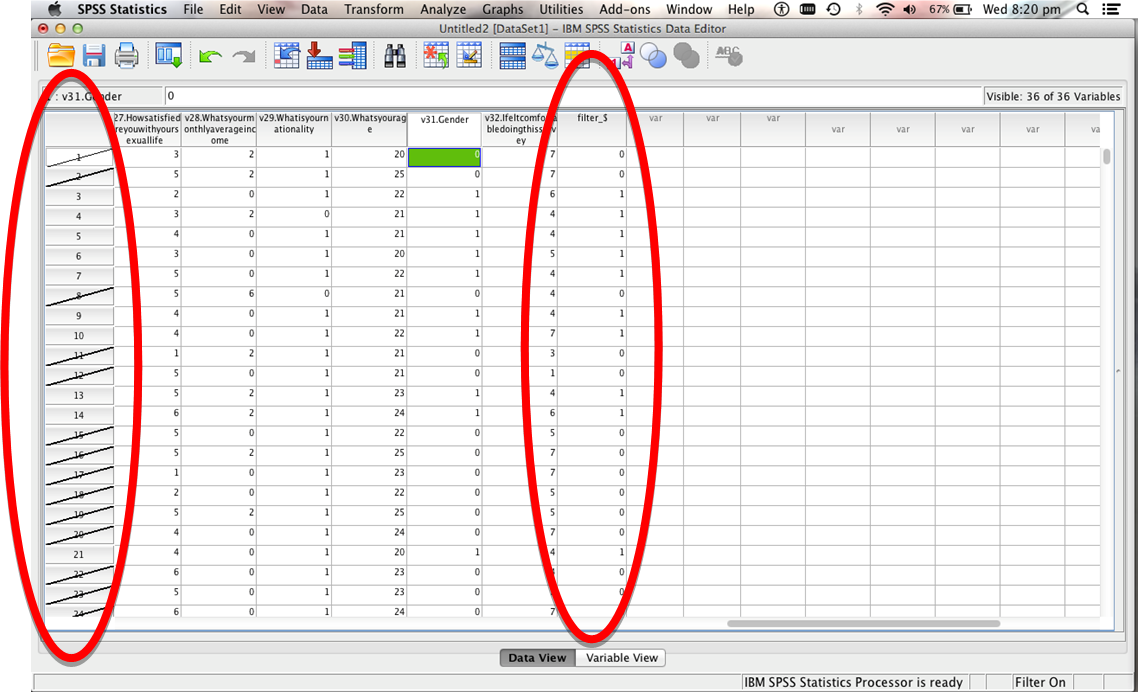 SPSS Statistics File Edit View Data Transform Analyze Graphs Utilities Add-ons Window Help 67% Wed 8:20 pm
Untitled2 [DataSet1] – IBM SPSS Statistics Data Editor
A
ABC
: v31.Gender 0 Visible: 36 of 36 Variables
27.Howsatisfied v28.Whatsyourm v29.Whatisyourn v30.Whatsyourag v31.Gender v32.Ifeltcomfo filter_$ var var var var var var
reyouwithyours onthlyaverageinc ationality e bledoingthiss v
exuallife ome ey
1 3 2 1 20 0 7 0
2 5 2 1 25 0 7 0
3 2 0 1 22 1 6 1
4 3 2 0 21 1 4 1
5 4 0 1 21 1 4 1
6 3 0 1 20 1 5 1
7 5 0 1 22 1 4 1
8 5 6 0 21 0 4 0
9 4 0 1 21 1 4 1
10 4 0 1 22 1 7 1
11 1 2 1 21 0 3 0
12 5 0 1 21 0 1 0
13 5 2 1 23 1 4 1
14 6 2 1 24 1 6 1
15 5 0 1 22 0 5 0
16 5 2 1 25 0 7 0
17 1 0 1 23 0 7 0
18 2 0 1 22 0 5 0
19 5 2 1 25 0 5 0
20 4 0 1 24 0 7 0
21 4 0 1 20 1 4 1
22 6 0 1 23 0 0
23 5 0 1 23 0 0
24 6 0 1 24 0 7
Data View Variable View
IBM SPSS Statistics Processor is ready Filter On